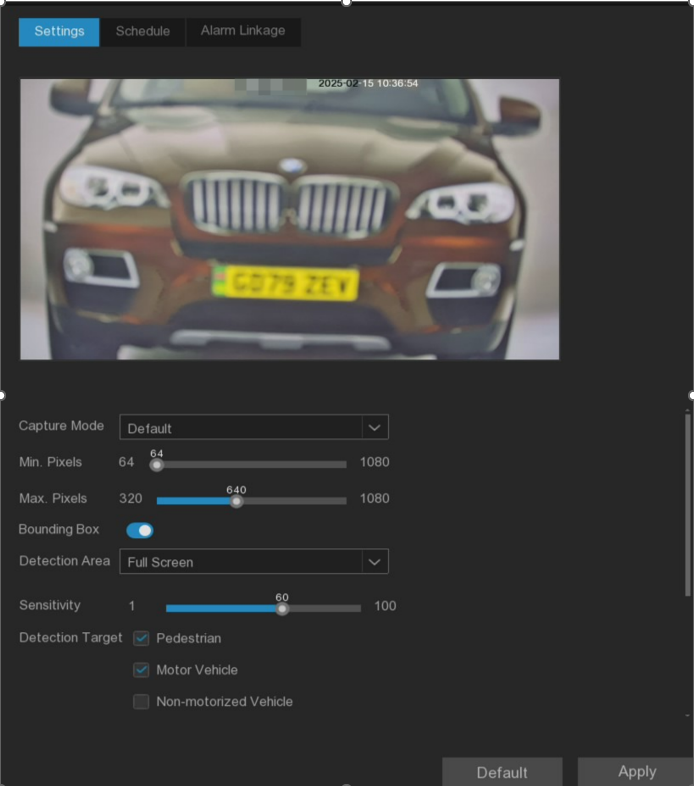 Settings Schedule Alarm Linkage
2025-02-15 10:36:54
GD79 ZEV
Capture Mode Default
Min. Pixels 64 64 1080
Max. Pixels 320 640 1080
Bounding Box
Detection Area Full Screen
Sensitivity 1 60 100
Detection Target Pedestrian
Motor Vehicle
Non-motorized Vehicle
Default Apply